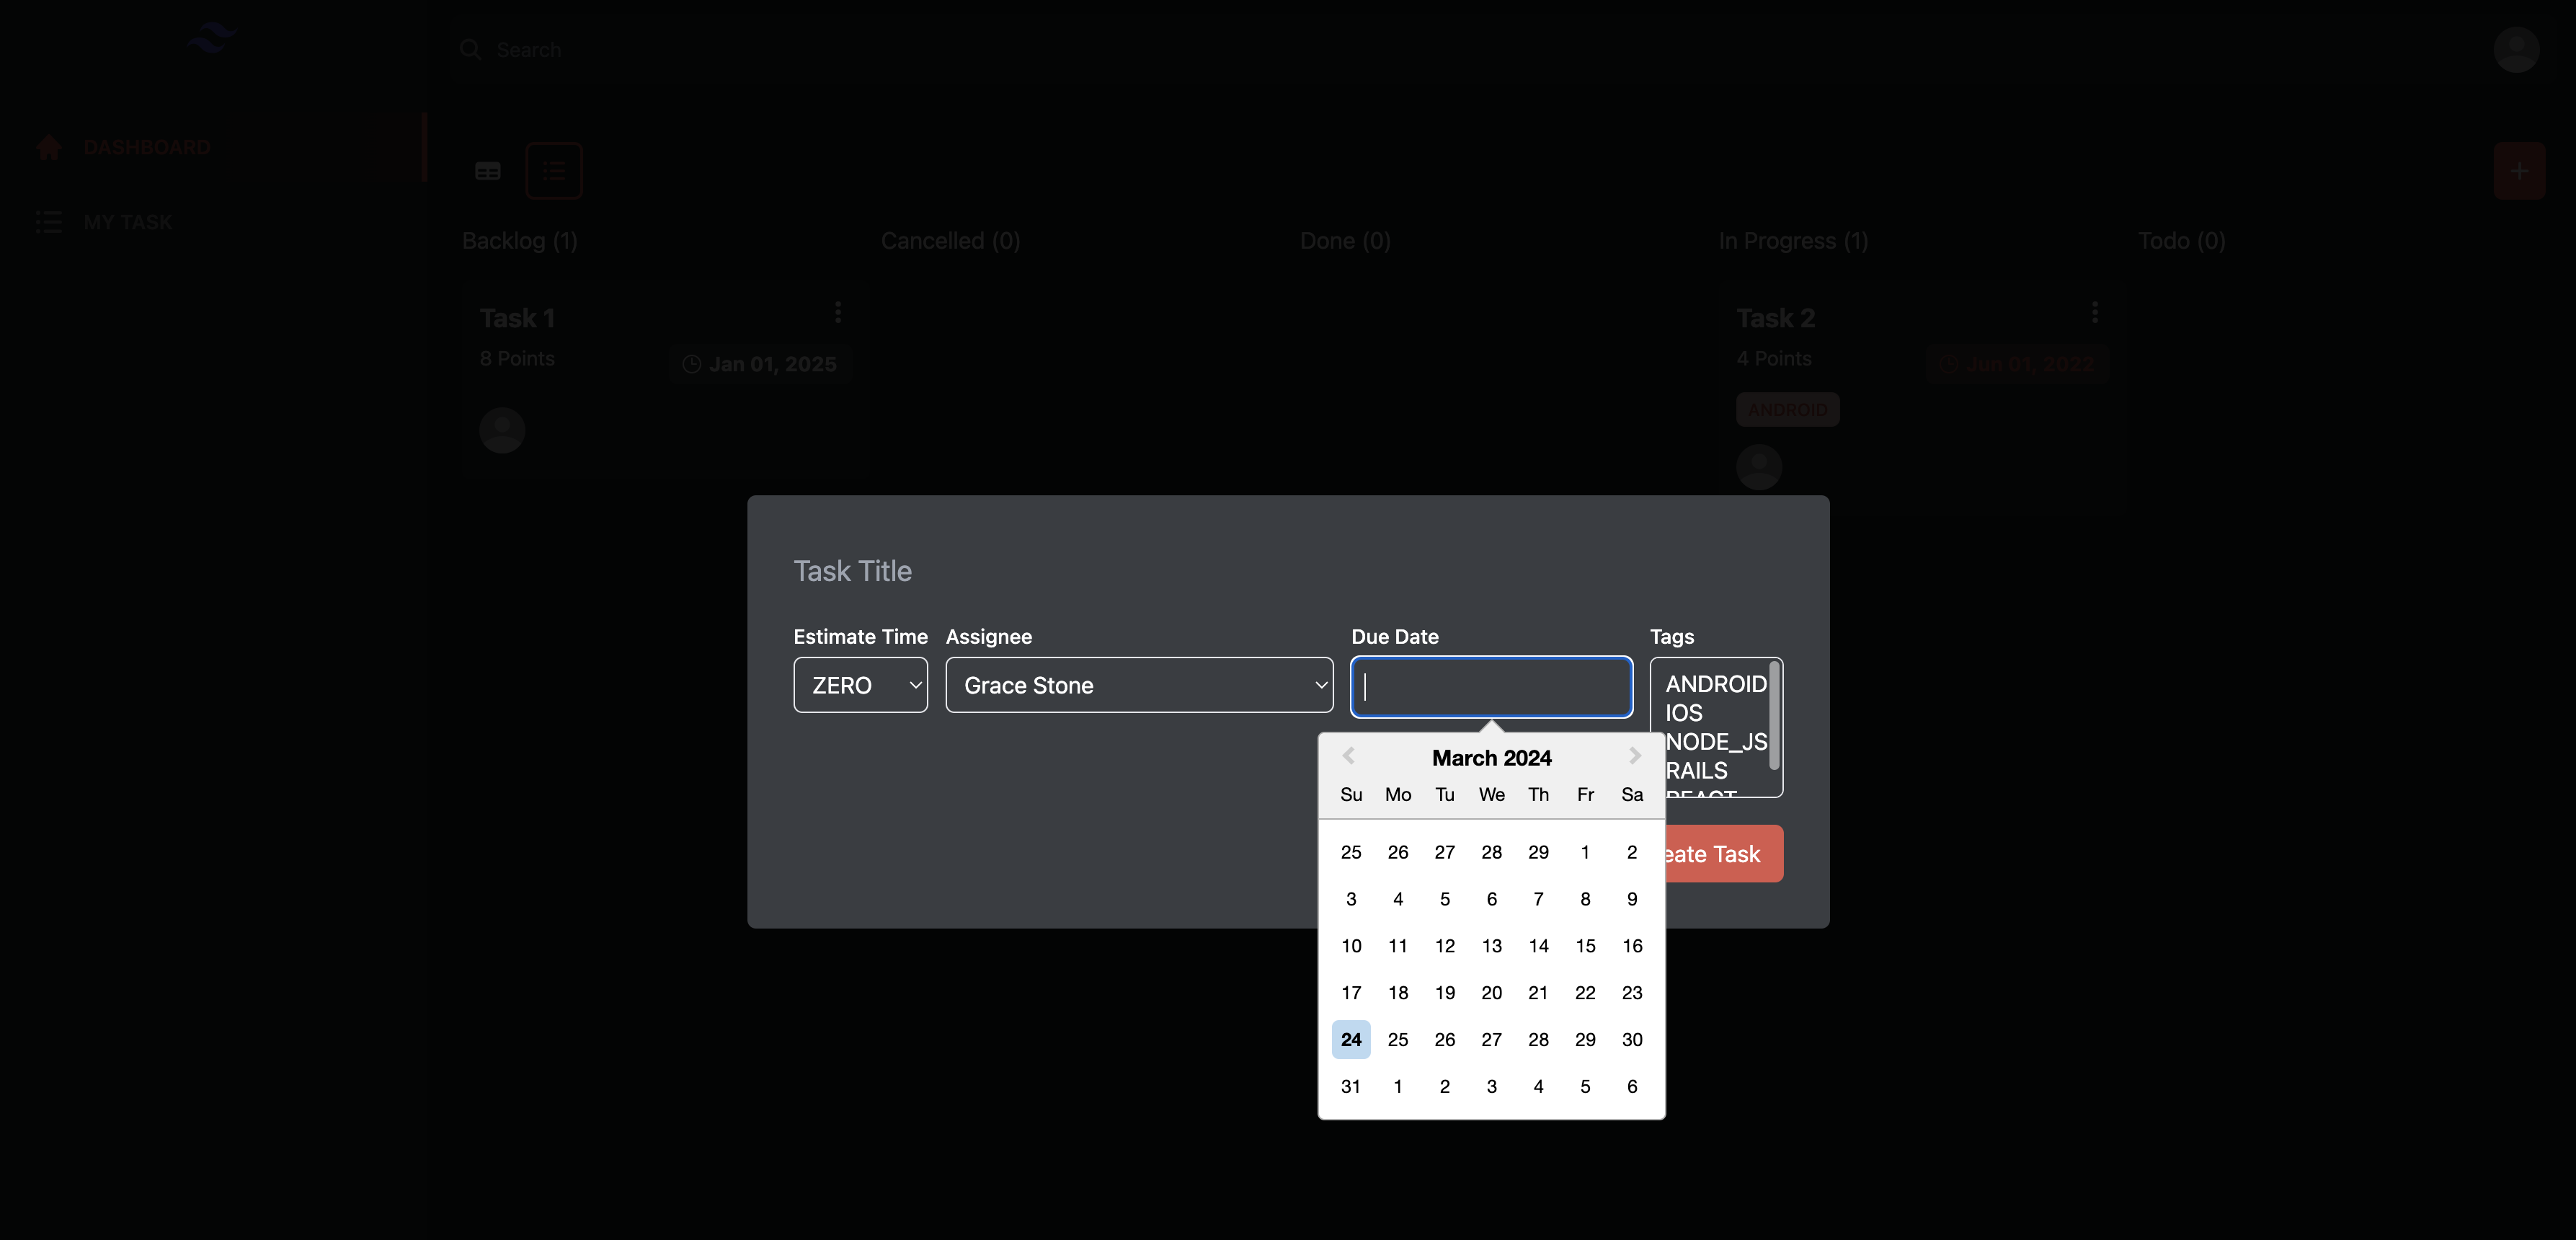 Search
DASHBOARD
MY TASK
Backlog (1)
Cancelled (0)
Done (0)
In Progress (1)
Todo (0)
Task 1
8 Points
Jan 01, 2025
Task 2
4 Points
Jun 01, 2022
ANDROID
Task Title
Estimate Time
Assignee
Due Date
Tags
ZERO
Grace Stone
ANDROID
IOS
NODE_JS
RAILS
REACT
March 2024
Su Mo Tu We Th Fr Sa
25 26 27 28 29 1 2
3 4 5 6 7 8 9
10 11 12 13 14 15 16
17 18 19 20 21 22 23
24 25 26 27 28 29 30
31 1 2 3 4 5 6
eate Task